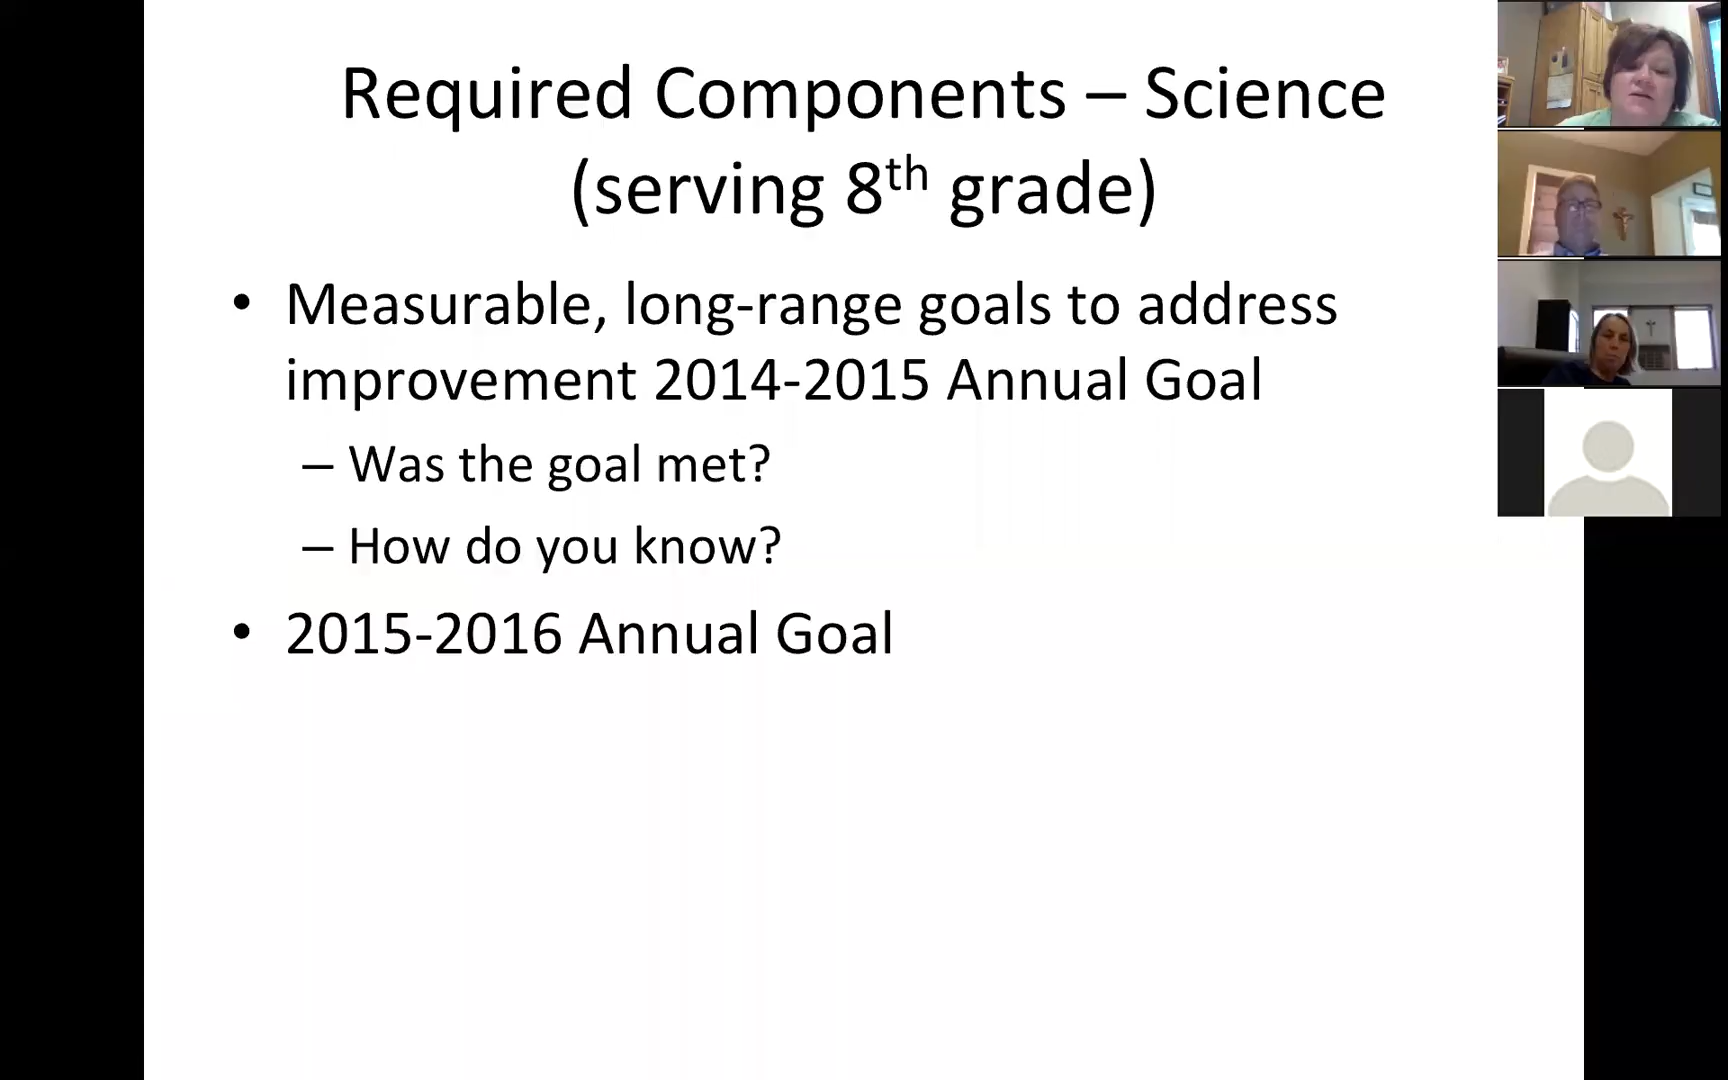 Required Components – Science
(serving 8th grade)
• Measurable, long-range goals to address
improvement 2014-2015 Annual Goal
– Was the goal met?
– How do you know?
• 2015-2016 Annual Goal